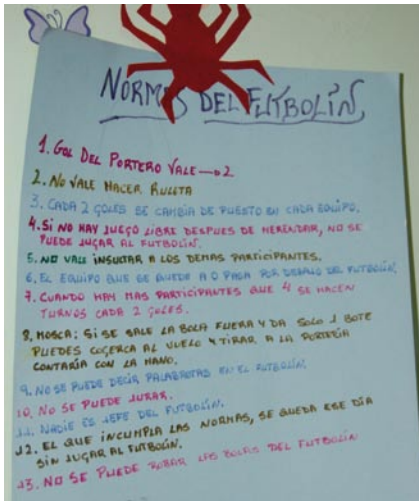 NORMAS DEL FUTBOLÍN
1. GOL DEL PORTERO VALE → 2
2. NO VALE HACER RULETA
3. CADA 2 GOLES SE CAMBIA DE PUESTO EN CADA EQUIPO.
4. SI NO HAY JUEGO LIBRE DESPUES DE MERENDAR, NO SE
PUEDE JUGAR AL FUTBOLÍN.
5. NO VALE INSULTAR A LOS DEMAS PARTICIPANTES.
6. EL EQUIPO QUE SE QUEDE A 0 PASA POR DEBAJO DEL FUTBOLÍN.
7. CUANDO HAY MAS PARTICIPANTES QUE 4 SE HACEN
TURNOS CADA 2 GOLES.
8. MOSCA: SI SE SALE LA BOLA FUERA Y DA SOLO 1 BOTE
PUEDES COGERLA AL VUELO Y TIRAR A LA PORTERÍA
CONTARÍA CON LA MANO.
9. NO SE PUEDE DECIR PALABROTAS EN EL FUTBOLÍN.
10. NO SE PUEDE JURAR.
11. NADIE ES JEFE DEL FUTBOLÍN.
12. EL QUE INCUMPLA LAS NORMAS, SE QUEDA ESE DÍA
SIN JUGAR AL FUTBOLÍN.
13. NO SE PUEDE ROBAR LAS BOLAS DEL FUTBOLÍN